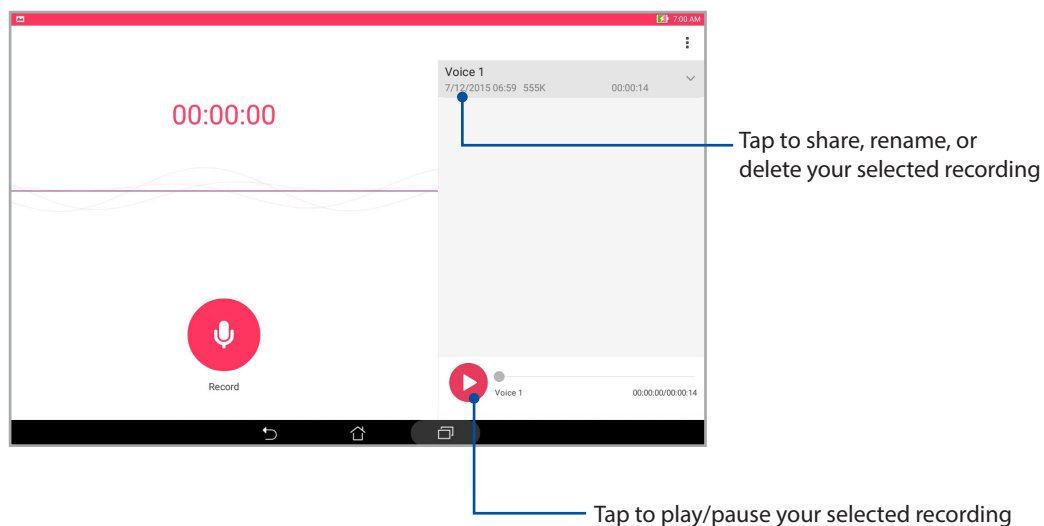 7:00 AM
Voice 1
7/12/2015 06:59 555K 00:00:14
00:00:00
Tap to share, rename, or
delete your selected recording
Record
Voice 1 00:00:00/00:00:14
Tap to play/pause your selected recording